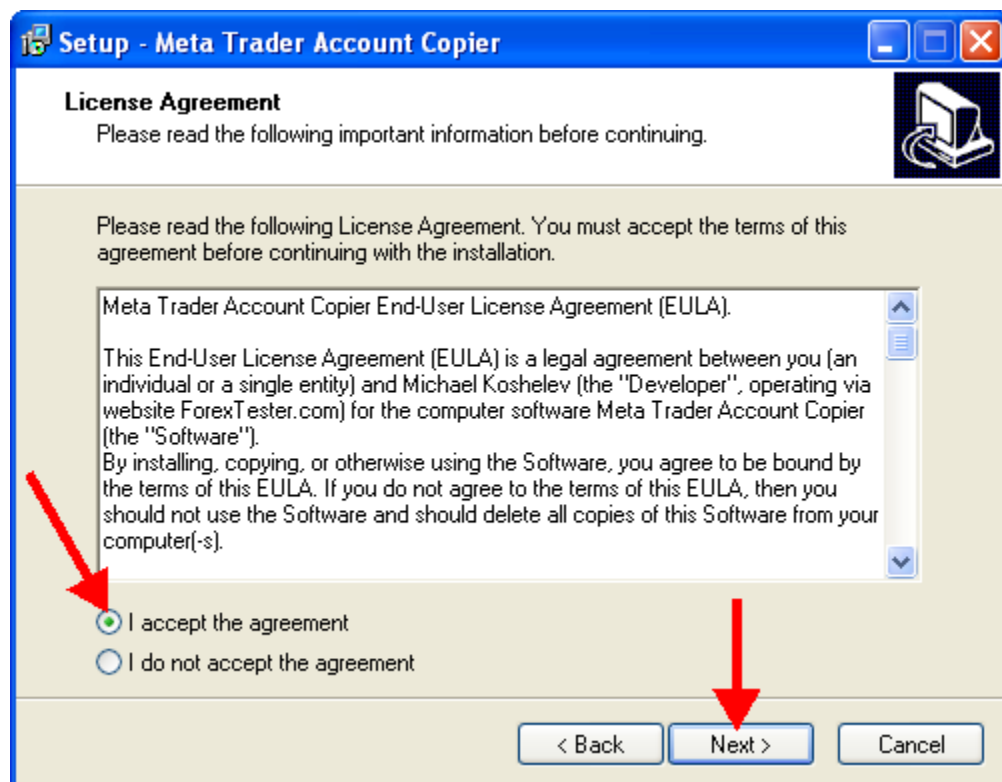 Setup - Meta Trader Account Copier
License Agreement
Please read the following important information before continuing.
Please read the following License Agreement. You must accept the terms of this
agreement before continuing with the installation.
Meta Trader Account Copier End-User License Agreement (EULA).
This End-User License Agreement (EULA) is a legal agreement between you (an
individual or a single entity) and Michael Koshelev (the "Developer", operating via
website ForexTester.com) for the computer software Meta Trader Account Copier
(the "Software").
By installing, copying, or otherwise using the Software, you agree to be bound by
the terms of this EULA. If you do not agree to the terms of this EULA, then you
should not use the Software and should delete all copies of this Software from your
computer(-s).
I accept the agreement
I do not accept the agreement
< Back Next > Cancel